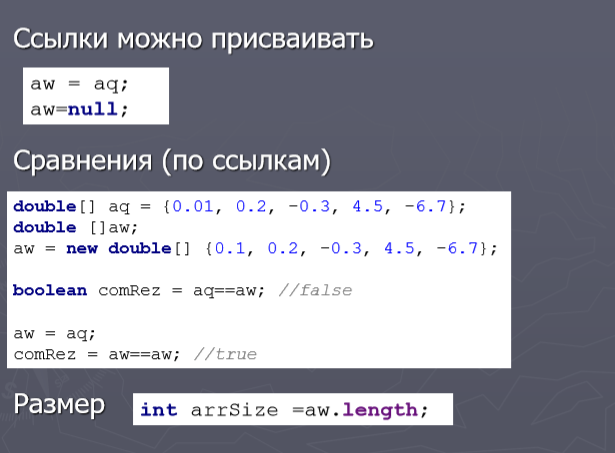 Ссылки можно присваивать
aw = aq;
aw=null;
Сравнения (по ссылкам)
double[] aq = {0.01, 0.2, -0.3, 4.5, -6.7};
double []aw;
aw = new double[] {0.1, 0.2, -0.3, 4.5, -6.7};
boolean comRez = aq==aw; //false
aw = aq;
comRez = aw==aw; //true
Размер
int arrSize =aw.length;